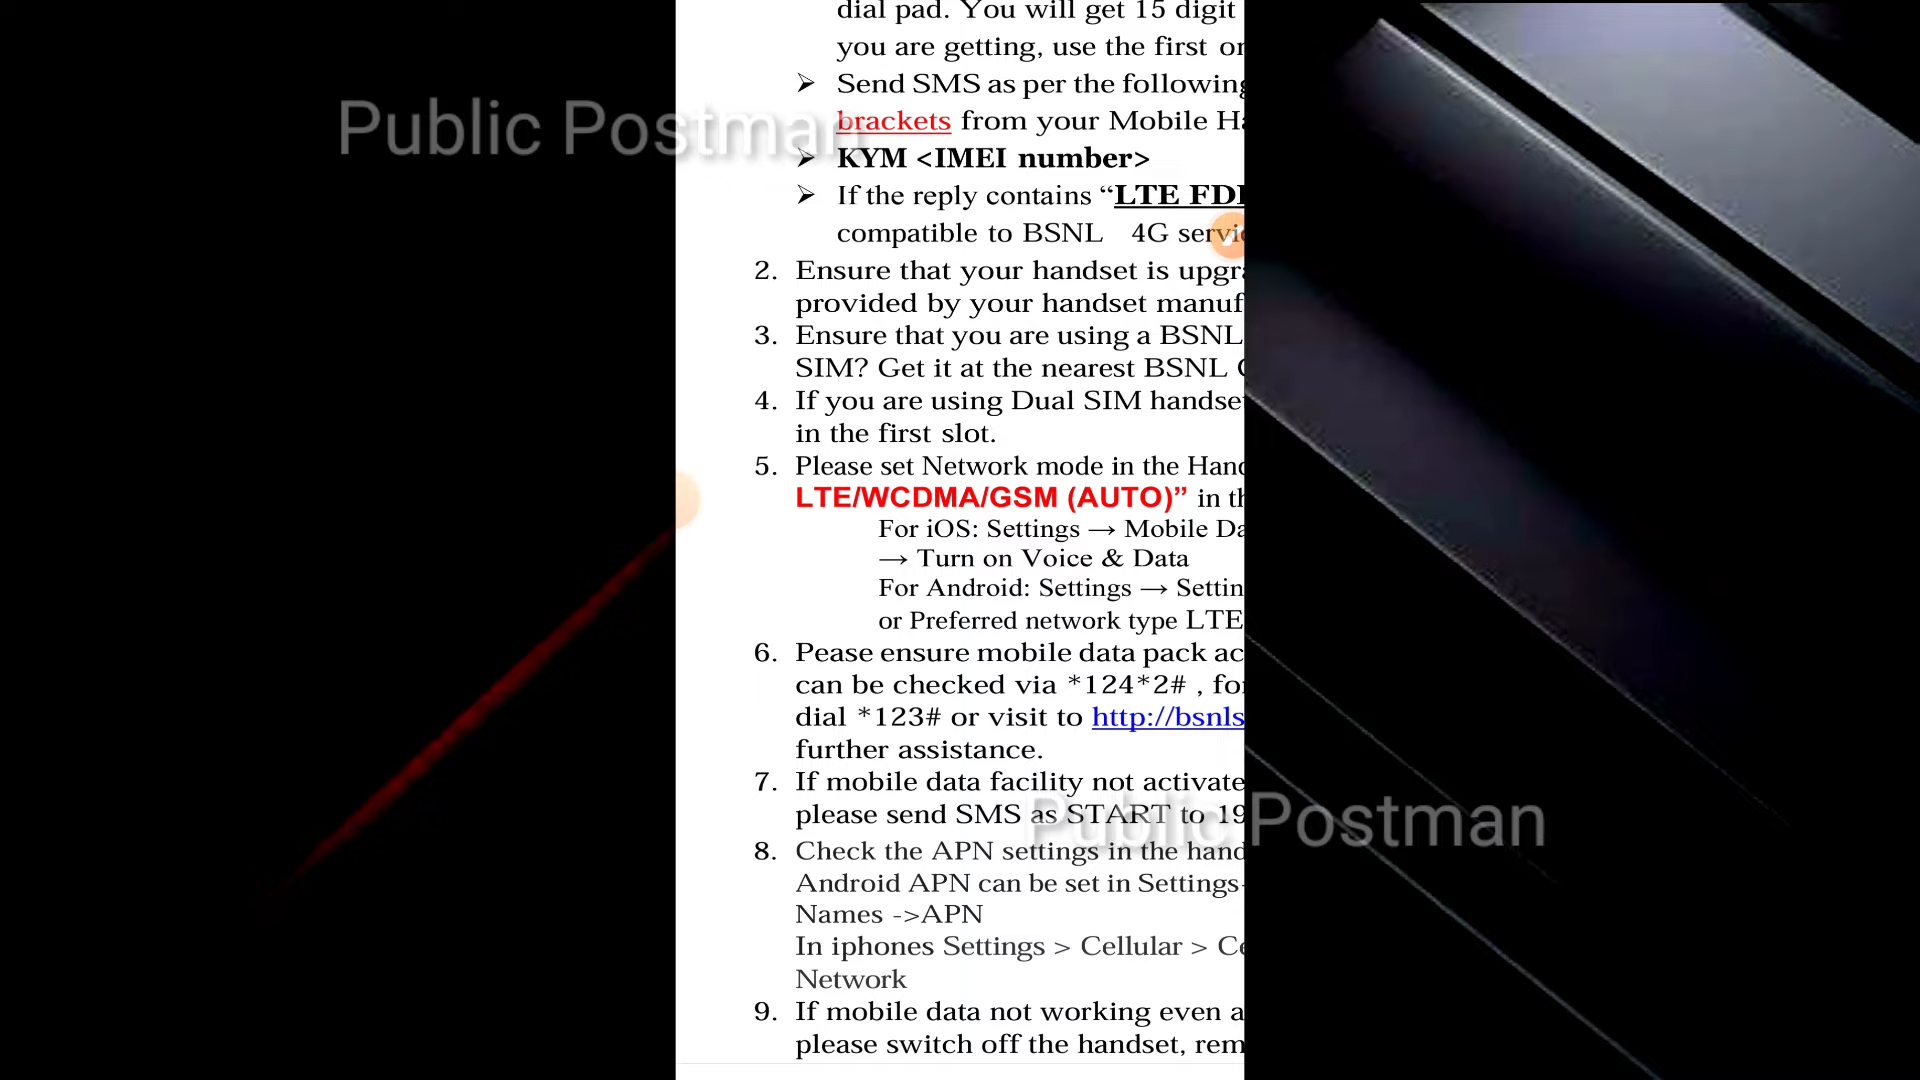 dial pad. You will get 15 digit
you are getting, use the first
Send SMS as per the following
brackets from your Mobile
Public Postman
➢ KYM <IMEI number>
➢ If the reply contains “LTE
compatible to BSNL 4G
2. Ensure that your handset is
provided by your handset
3. Ensure that you are using a BSNL
SIM? Get it at the nearest BSNL
4. If you are using Dual SIM
in the first slot.
5. Please set Network mode in the
LTE/WCDMA/GSM (AUTO)” in
For iOS: Settings → Mobile
→ Turn on Voice & Data
For Android: Settings →
or Preferred network type LTE
6. Pease ensure mobile data pack
can be checked via *124*2# ,
dial *123# or visit to http://bsnls
further assistance.
7. If mobile data facility not
please send SMS as START to 19
Public Postman
8. Check the APN settings in the
Android APN can be set in Settings
Names ->APN
In iphones Settings > Cellular >
Network
9. If mobile data not working even
please switch off the handset,